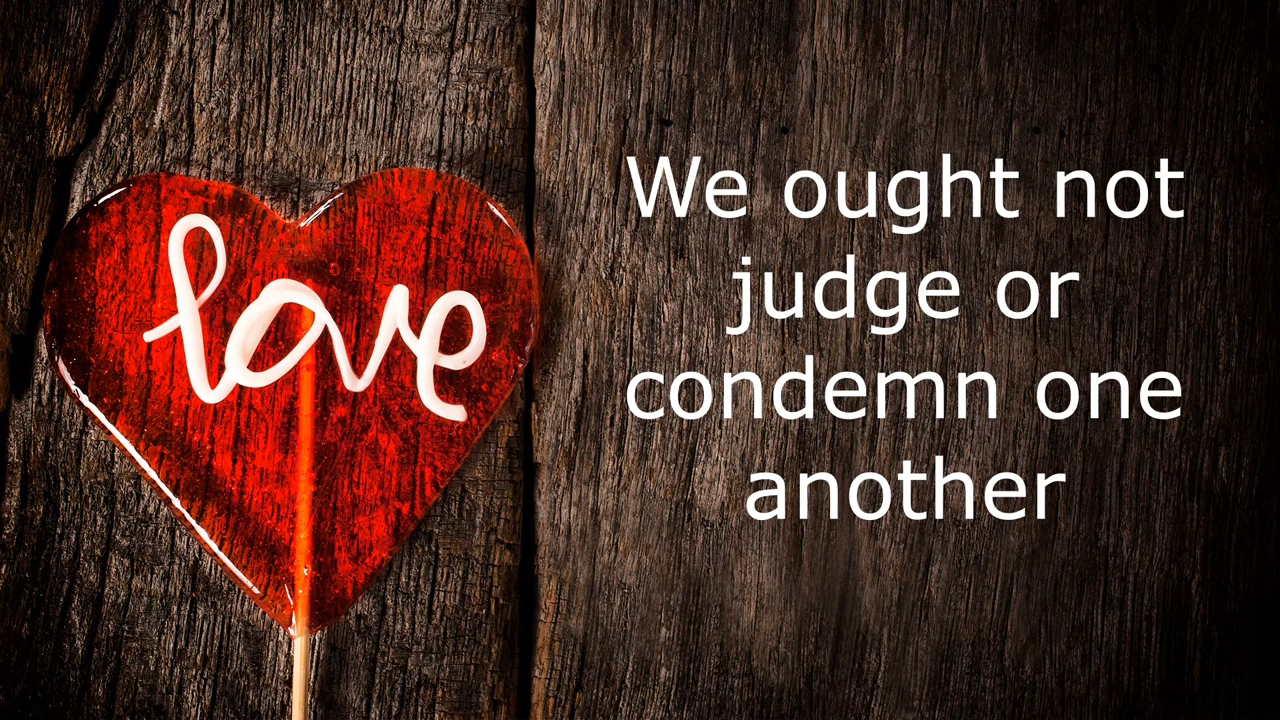 love
We ought not
judge or
condemn one
another